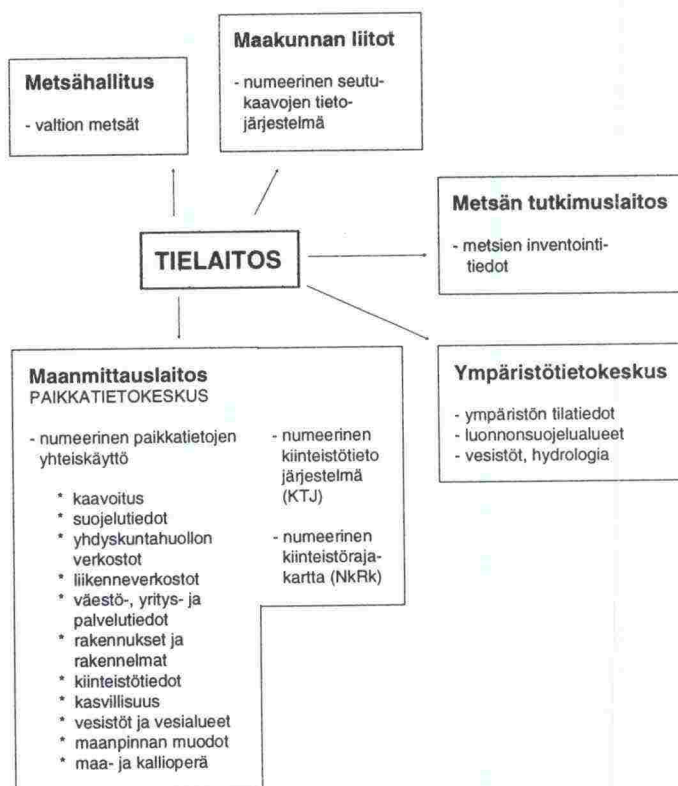 Maakunnan liitot
- numeerinen seutu-
kaavojen tieto-
järjestelmä
Metsähallitus
- valtion metsät
Metsän tutkimuslaitos
- metsien inventointi-
tiedot
TIELAITOS
Maanmittauslaitos
PAIKKATIETOKESKUS
- numeerinen paikkatietojen
yhteiskäyttö
* kaavoitus
* suojelutiedot
* yhdyskuntahuollon
verkostot
* liikenneverkostot
* väestö-, yritys- ja
palvelutiedot
* rakennukset ja
rakennelmat
* kiinteistötiedot
* kasvillisuus
* vesistöt ja vesialueet
* maanpinnan muodot
* maa- ja kallioperä
- numeerinen
kiinteistötieto
järjestelmä
(KTJ)
- numeerinen
kiinteistöraja-
kartta (NkRk)
Ympäristötietokeskus
- ympäristön tilatiedot
- luonnonsuojelualueet
- vesistöt, hydrologia